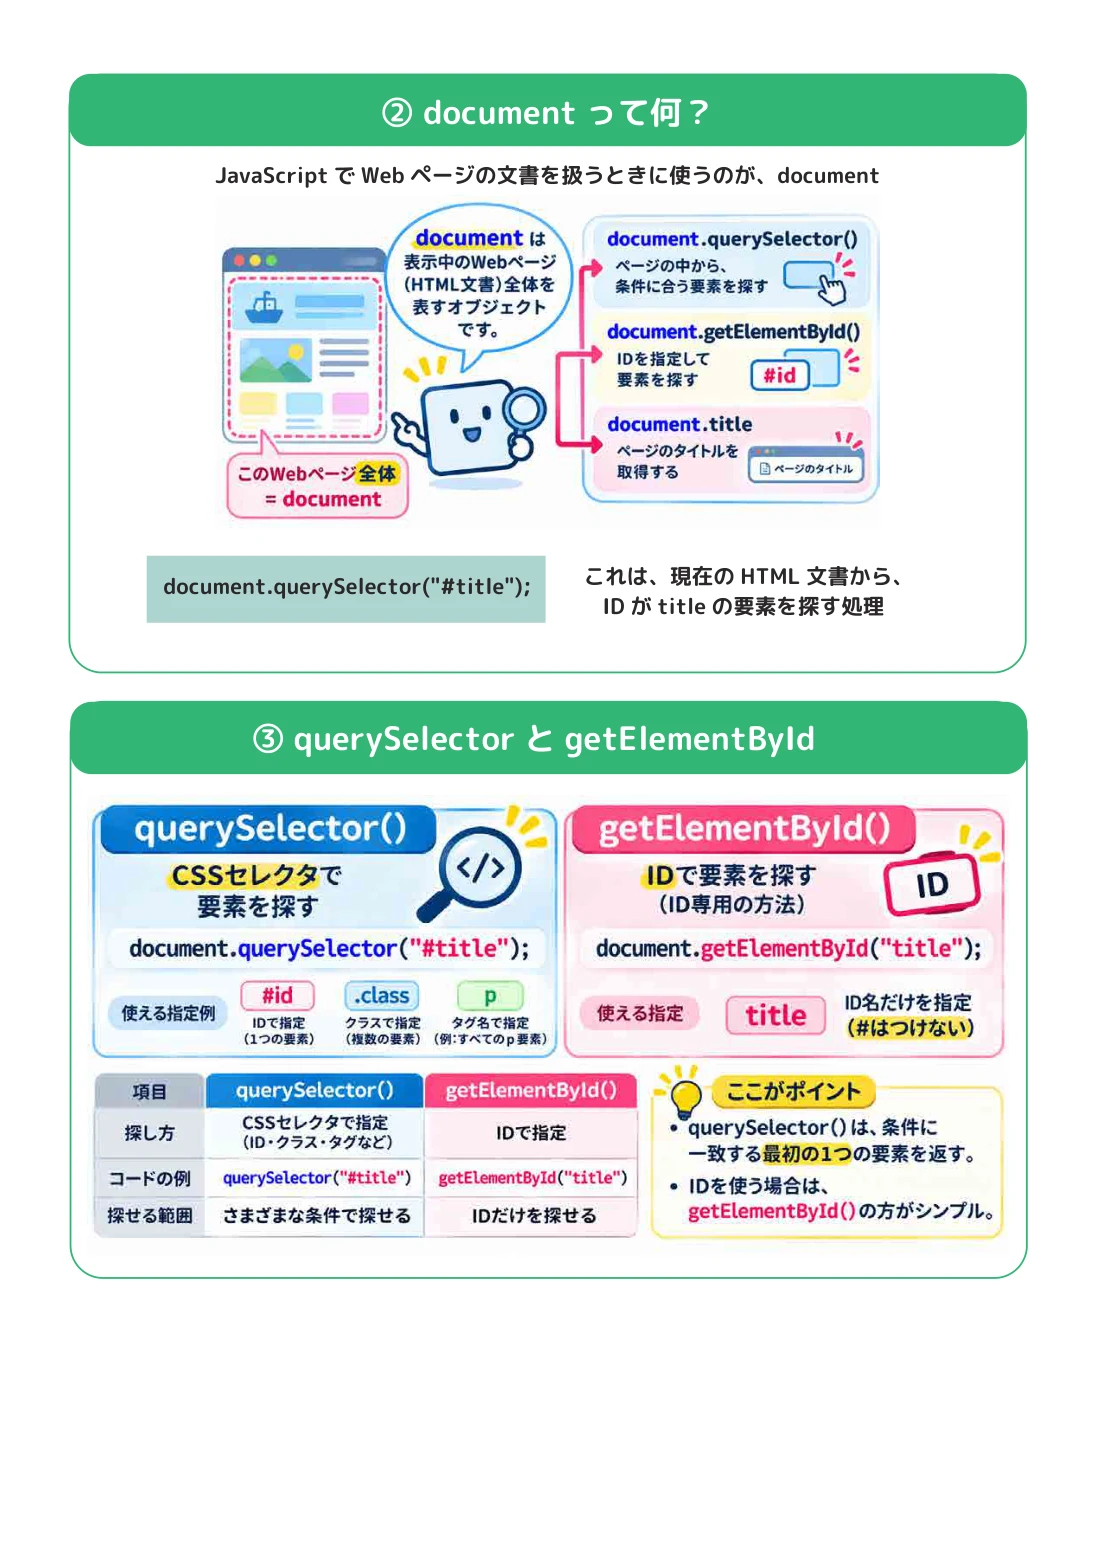 ② document って何？
JavaScript で Web ページの文書を扱うときに使うのが、document
document は
表示中のWebページ
(HTML文書)全体を
表すオブジェクト
です。
このWebページ全体
= document
document.querySelector()
ページの中から、
条件に合う要素を探す
document.getElementById()
IDを指定して
要素を探す
#id
document.title
ページのタイトルを
取得する
ページのタイトル
document.querySelector("#title");
これは、現在の HTML 文書から、
ID が title の要素を探す処理
③ querySelector と getElementById
querySelector()
CSSセレクタで
要素を探す
</>
document.querySelector("#title");
使える指定例
#id
IDで指定
(1つの要素)
.class
クラスで指定
(複数の要素)
p
タグ名で指定
(例:すべてのp要素)
getElementById()
IDで要素を探す
(ID専用の方法)
ID
document.getElementById("title");
使える指定
title
ID名だけを指定
(#はつけない)
項目 querySelector() getElementById()
探し方 CSSセレクタで指定 IDで指定
(ID・クラス・タグなど)
コードの例 querySelector("#title") getElementById("title")
探せる範囲 さまざまな条件で探せる IDだけを探せる
ここがポイント
• querySelector()は、条件に
一致する最初の1つの要素を返す。
• IDを使う場合は、
getElementById()の方がシンプル。